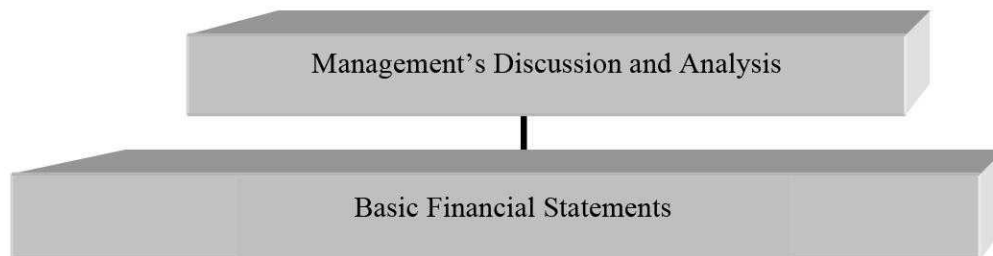 Management’s Discussion and Analysis
Basic Financial Statements